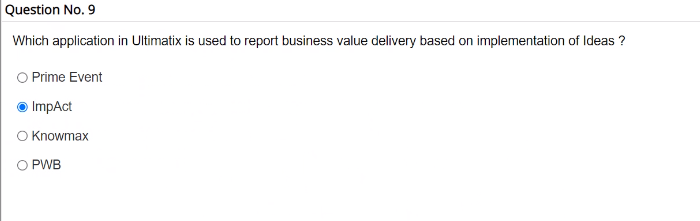 Question No. 9
Which application in Ultimatix is used to report business value delivery based on implementation of Ideas ?
Prime Event
ImpAct
Knowmax
PWB